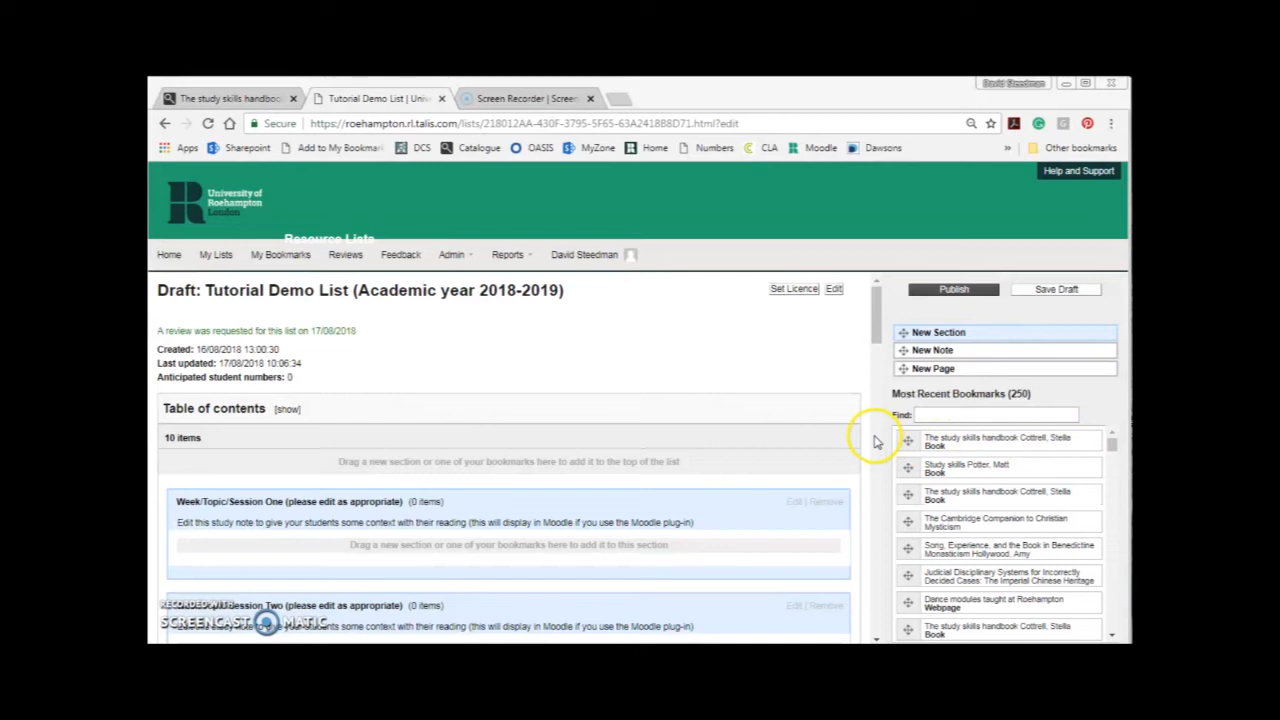 David Steedman
The study skills handboo
Tutorial Demo List | Univ
Screen Recorder | Screen
Secure
https://roehampton.rl.talis.com/lists/218012AA-430F-3795-5F65-63A2418B8D71.html?edit
Apps Sharepoint Add to My Bookmark DCS Catalogue OASIS MyZone Home Numbers CLA Moodle Dawsons » Other bookmarks
Help and Support
University of
Roehampton
London
Resource Lists
Home My Lists My Bookmarks Reviews Feedback Admin Reports David Steedman
Draft: Tutorial Demo List (Academic year 2018-2019)
Set Licence Edit
Publish Save Draft
A review was requested for this list on 17/08/2018
Created: 16/08/2018 13:00:30
Last updated: 17/08/2018 10:06:34
Anticipated student numbers: 0
Table of contents [show]
10 items
Drag a new section or one of your bookmarks here to add it to the top of the list
Week/Topic/Session One (please edit as appropriate) (0 items) Edit | Remove
Edit this study note to give your students some context with their reading (this will display in Moodle if you use the Moodle plug-in)
Drag a new section or one of your bookmarks here to add it to this section
Session Two (please edit as appropriate) (0 items) Edit | Remove
students some context with their reading (this will display in Moodle if you use the Moodle plug-in)
RECORDED WITH
SCREENCAST MATIC
New Section
New Note
New Page
Most Recent Bookmarks (250)
Find:
The study skills handbook Cottrell, Stella
Book
Study skills Potter, Matt
Book
The study skills handbook Cottrell, Stella
Book
The Cambridge Companion to Christian
Mysticism
Song, Experience, and the Book in Benedictine
Monasticism Hollywood, Amy
Judicial Disciplinary Systems for Incorrectly
Decided Cases: The Imperial Chinese Heritage
Dance modules taught at Roehampton
Webpage
The study skills handbook Cottrell, Stella
Book